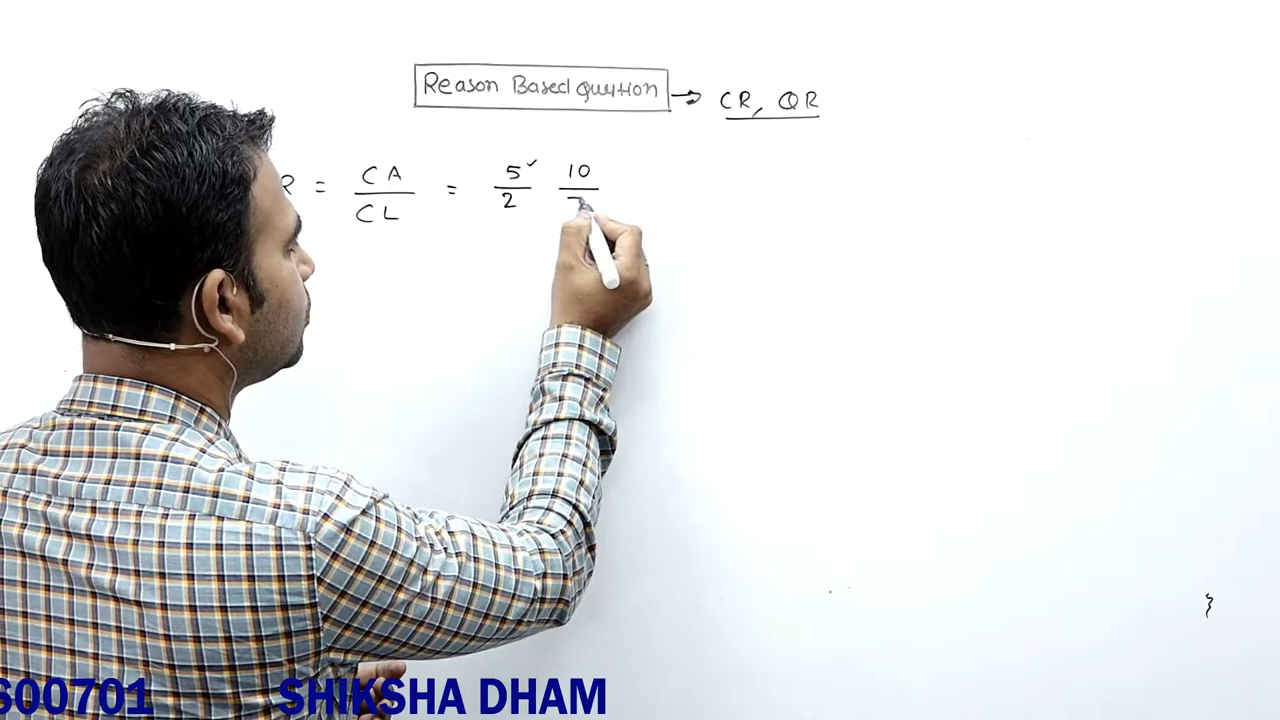 Reason Based Question → CR, QR
R = CA / CL = 5✓ / 2 10 /
600701 SHIKSHA DHAM